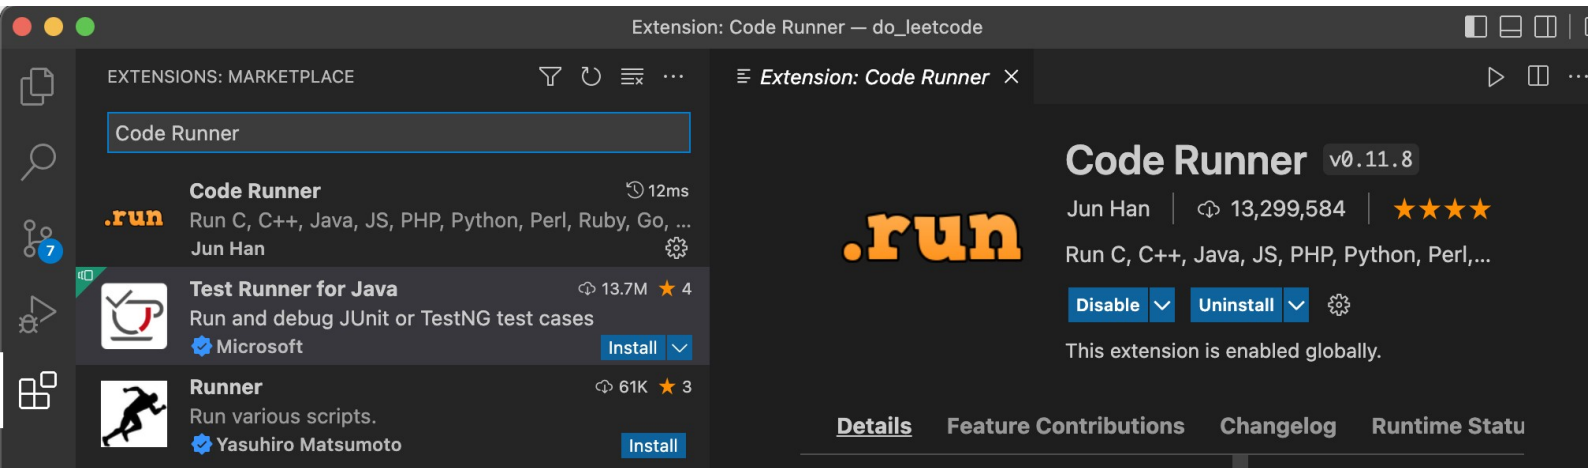 Extension: Code Runner — do_leetcode
EXTENSIONS: MARKETPLACE
Code Runner
Code Runner
12ms
.run
Run C, C++, Java, JS, PHP, Python, Perl, Ruby, Go, ...
Jun Han
Test Runner for Java
13.7M ★ 4
Run and debug JUnit or TestNG test cases
Microsoft
Install
Runner
61K ★ 3
Run various scripts.
Yasuhiro Matsumoto
Install
7
Extension: Code Runner
.run
Code Runner v0.11.8
Jun Han | 13,299,584 | ★★★★
Run C, C++, Java, JS, PHP, Python, Perl,...
Disable
Uninstall
This extension is enabled globally.
Details Feature Contributions Changelog Runtime Statu